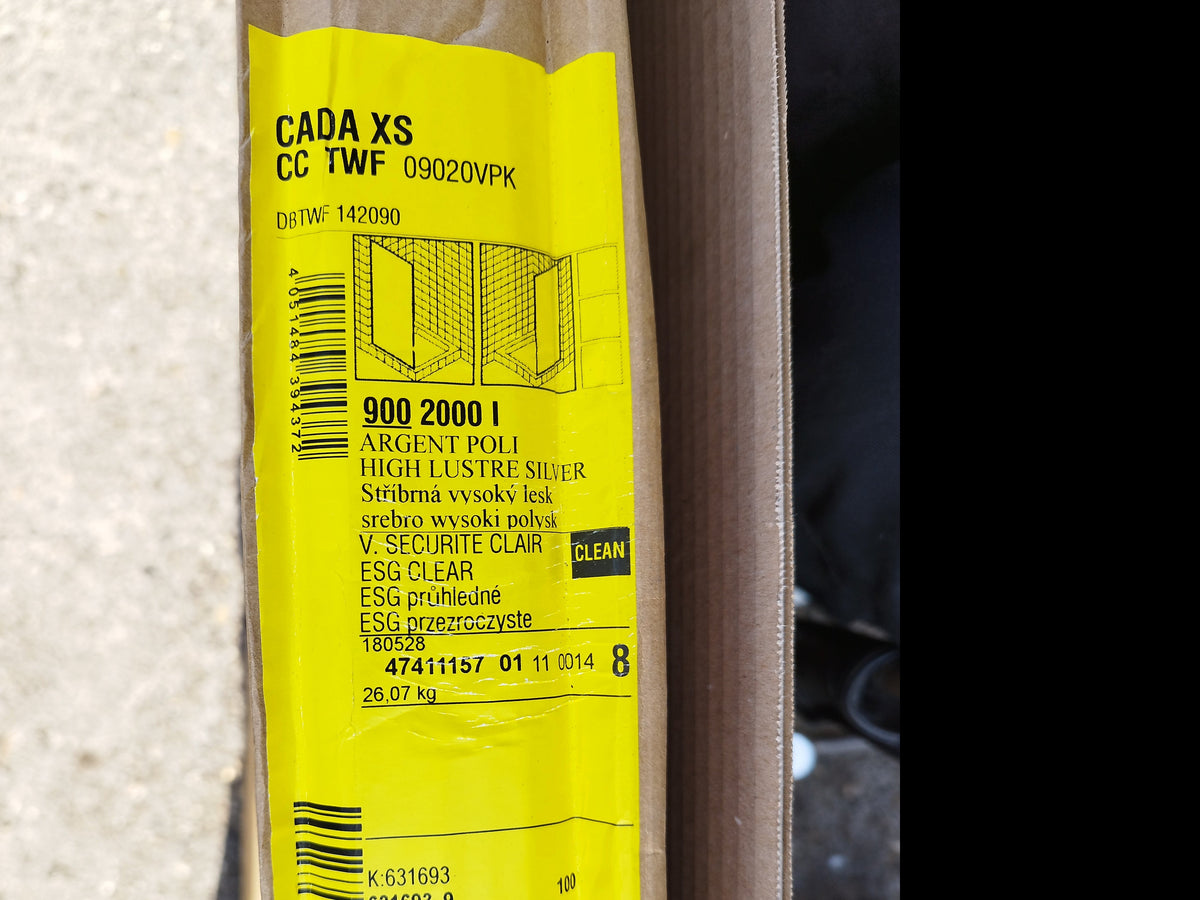 CADA XS
CC TWF 09020VPK
DBTWF 142090
4 051484 394372
900 2000 I
ARGENT POLI
HIGH LUSTRE SILVER
Stříbrná vysoký lesk
srebro wysoki polysk
V. SECURITE CLAIR
CLEAN
ESG CLEAR
ESG průhledné
ESG przezroczyste
180528
47411157 01 11 0014 8
26,07 kg
K:631693
100
631693 9